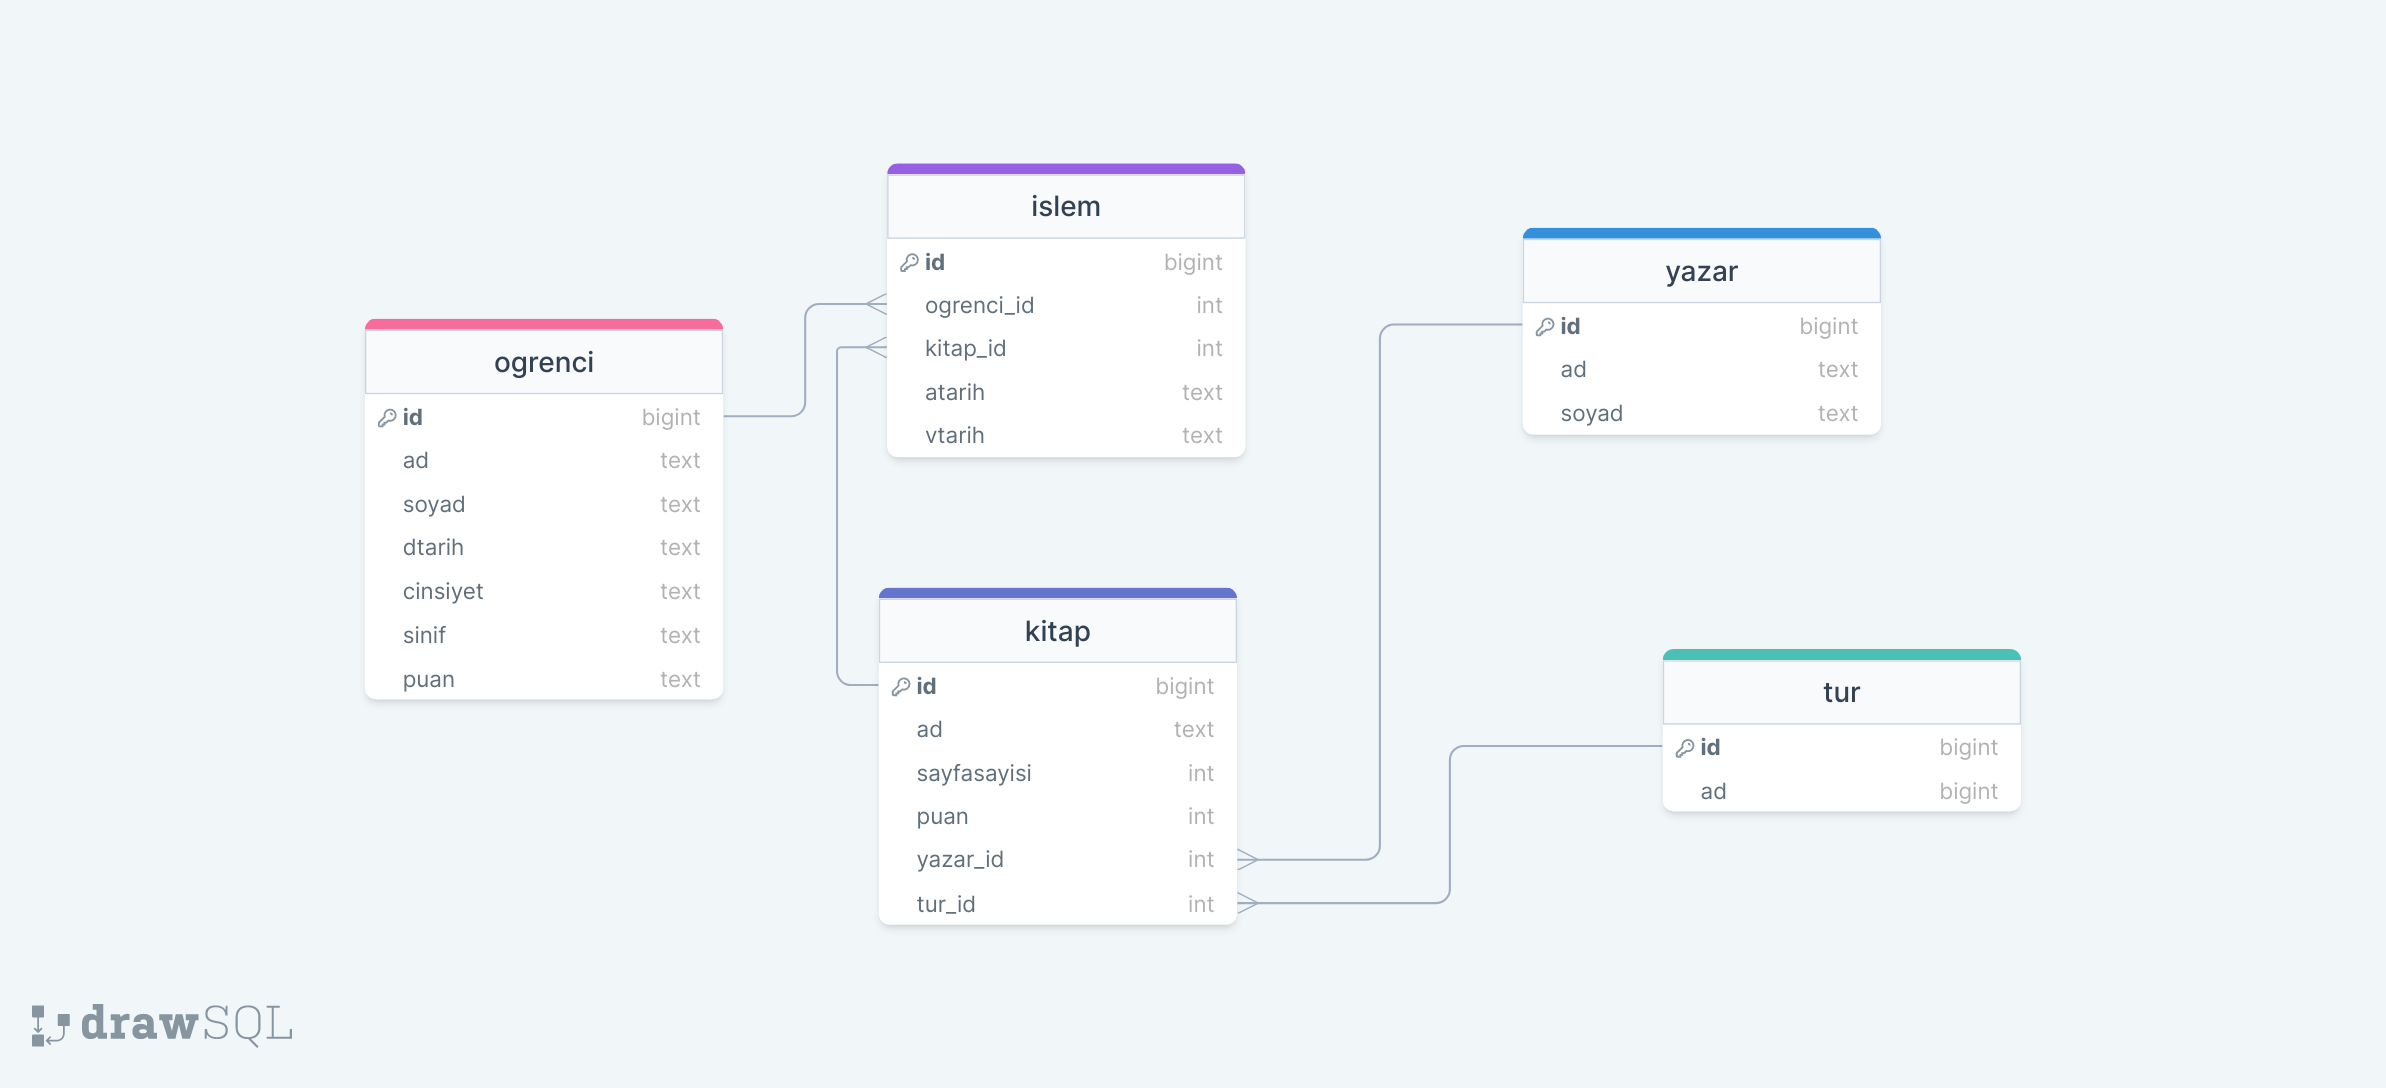 ogrenci
id bigint
ad text
soyad text
dtarih text
cinsiyet text
sinif text
puan text
islem
id bigint
ogrenci_id int
kitap_id int
atarih text
vtarih text
kitap
id bigint
ad text
sayfasayisi int
puan int
yazar_id int
tur_id int
yazar
id bigint
ad text
soyad text
tur
id bigint
ad bigint
drawSQL